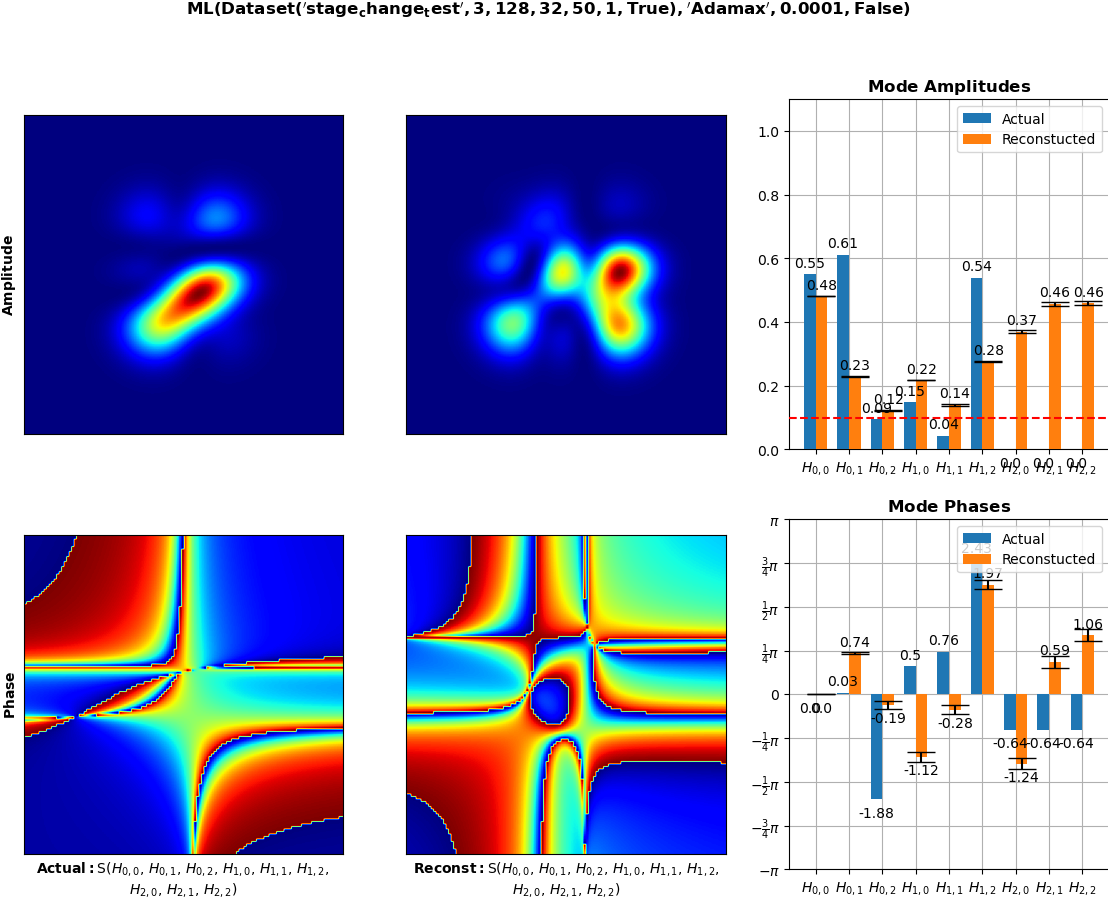 ML(Dataset('stage_change_test', 3, 128, 32, 50, 1, True), 'Adamax', 0.0001, False)
Amplitude
Mode Amplitudes
Actual
Reconstucted
1.0
0.8
0.6
0.4
0.2
0.0
0.55 0.48 0.61 0.23 0.09 0.12 0.15 0.22 0.04 0.14 0.54 0.28 0.0 0.37 0.0 0.46 0.0 0.46
H0,0 H0,1 H0,2 H1,0 H1,1 H1,2 H2,0 H2,1 H2,2
Phase
Mode Phases
Actual
Reconstucted
π
3/4π
1/2π
1/4π
0
−1/4π
−1/2π
−3/4π
−π
0.0 0.0 0.03 0.74 -1.88 -0.19 0.5 -1.12 0.76 -0.28 2.43 1.97 -0.64 -1.24 -0.64 0.59 -0.64 1.06
H0,0 H0,1 H0,2 H1,0 H1,1 H1,2 H2,0 H2,1 H2,2
Actual: S(H0,0, H0,1, H0,2, H1,0, H1,1, H1,2,
H2,0, H2,1, H2,2)
Reconst: S(H0,0, H0,1, H0,2, H1,0, H1,1, H1,2,
H2,0, H2,1, H2,2)